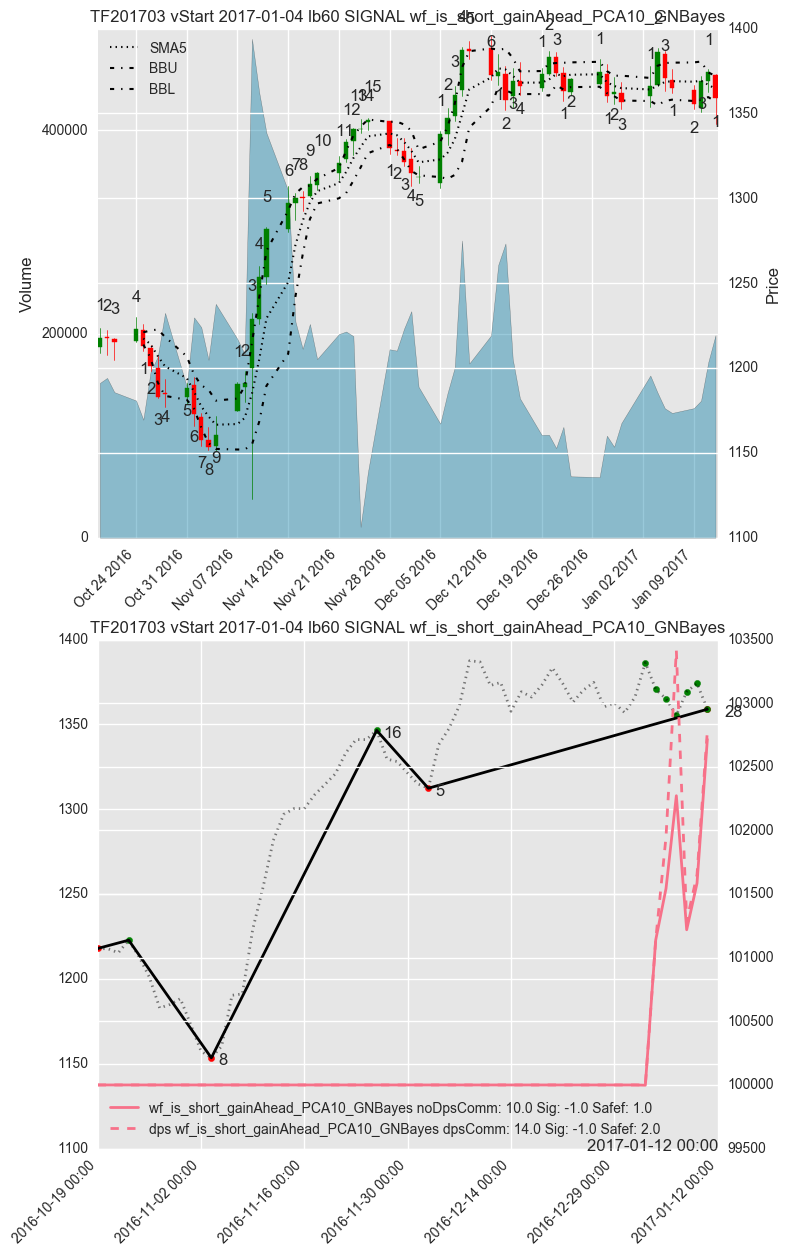 TF201703 vStart 2017-01-04 lb60 SIGNAL wf_is_short_gainAhead_PCA10_GNBayes
SMA5
BBU
BBL
Volume
400000
200000
0
Price
1400
1350
1300
1250
1200
1150
1100
Oct 24 2016
Oct 31 2016
Nov 07 2016
Nov 14 2016
Nov 21 2016
Nov 28 2016
Dec 05 2016
Dec 12 2016
Dec 19 2016
Dec 26 2016
Jan 02 2017
Jan 09 2017
TF201703 vStart 2017-01-04 lb60 SIGNAL wf_is_short_gainAhead_PCA10_GNBayes
1400
1350
1300
1250
1200
1150
1100
103500
103000
102500
102000
101500
101000
100500
100000
99500
16
5
8
28
wf_is_short_gainAhead_PCA10_GNBayes noDpsComm: 10.0 Sig: -1.0 Safef: 1.0
dps wf_is_short_gainAhead_PCA10_GNBayes dpsComm: 14.0 Sig: -1.0 Safef: 2.0
2017-01-12 00:00
2016-10-19 00:00
2016-11-02 00:00
2016-11-16 00:00
2016-11-30 00:00
2016-12-14 00:00
2016-12-29 00:00
2017-01-12 00:00